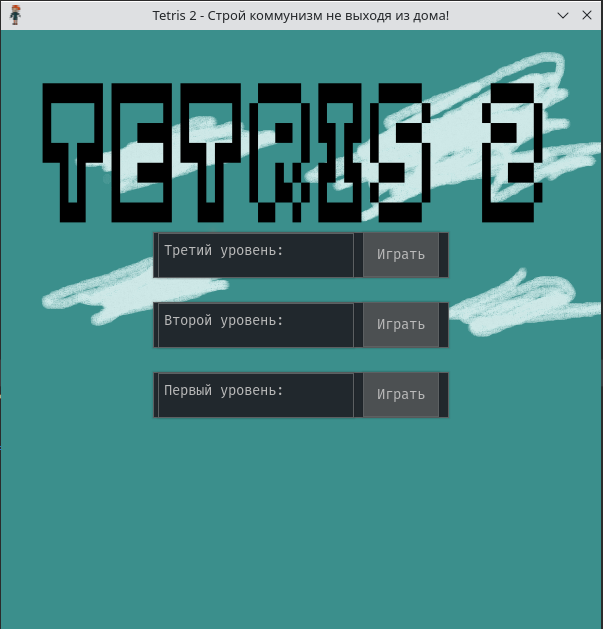 Tetris 2 - Строй коммунизм не выходя из дома!
TETRIS 2
Третий уровень: Играть
Второй уровень: Играть
Первый уровень: Играть